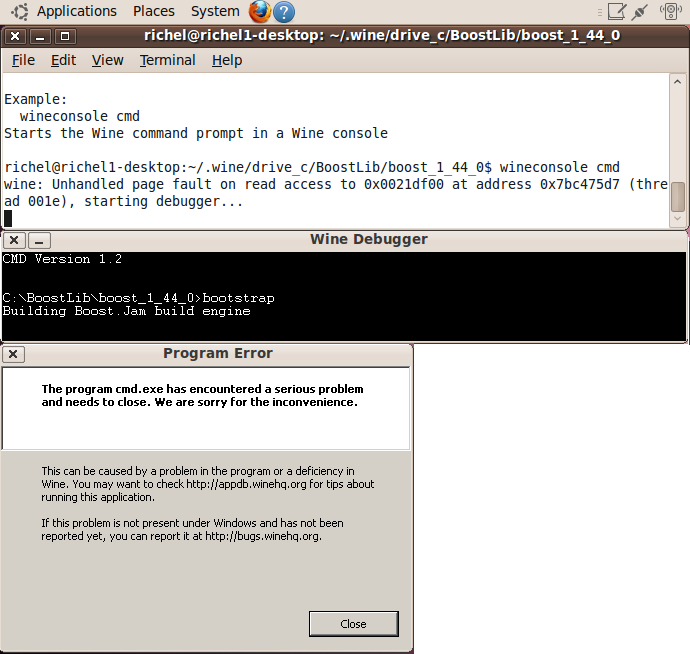 Applications Places System
richel@richel1-desktop: ~/.wine/drive_c/BoostLib/boost_1_44_0
File Edit View Terminal Help
Example:
  wineconsole cmd
Starts the Wine command prompt in a Wine console
richel@richel1-desktop:~/.wine/drive_c/BoostLib/boost_1_44_0$ wineconsole cmd
wine: Unhandled page fault on read access to 0x0021df00 at address 0x7bc475d7 (thre
ad 001e), starting debugger...
Wine Debugger
CMD Version 1.2
C:\BoostLib\boost_1_44_0>bootstrap
Building Boost.Jam build engine
Program Error
The program cmd.exe has encountered a serious problem
and needs to close. We are sorry for the inconvenience.
This can be caused by a problem in the program or a deficiency in
Wine. You may want to check http://appdb.winehq.org for tips about
running this application.
If this problem is not present under Windows and has not been
reported yet, you can report it at http://bugs.winehq.org.
Close